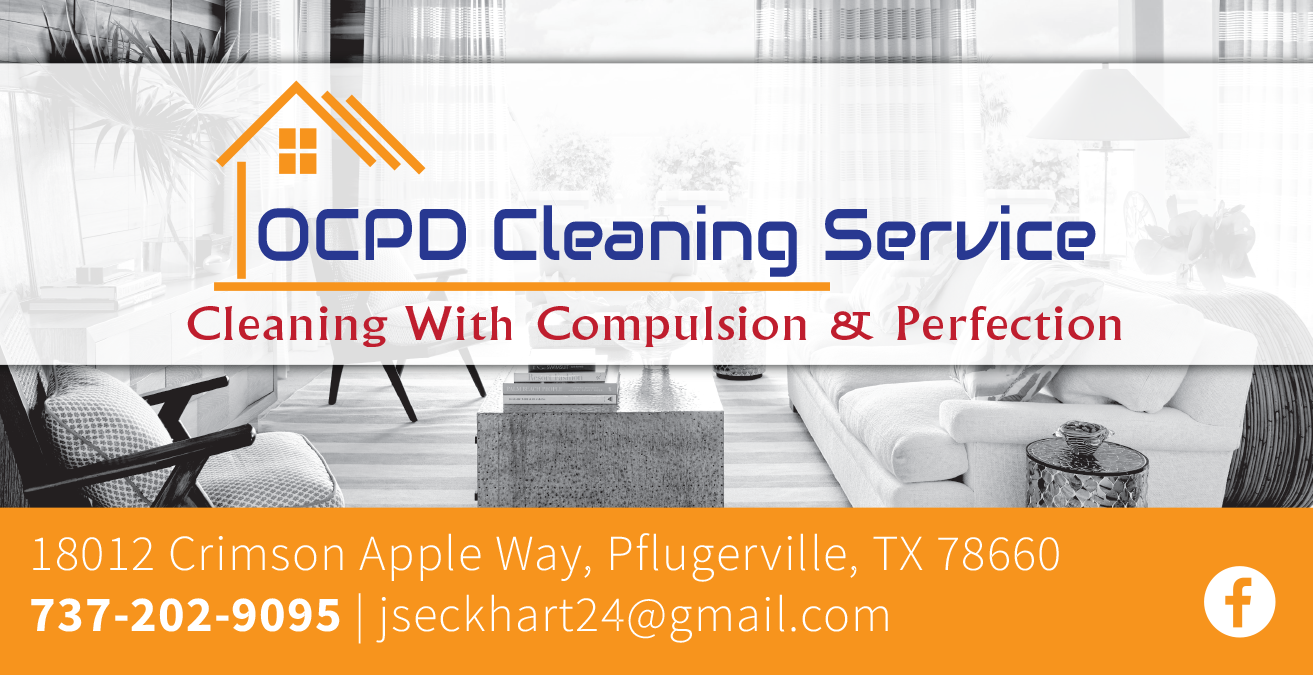 OCPD Cleaning Service
Cleaning With Compulsion & Perfection
18012 Crimson Apple Way, Pflugerville, TX 78660
737-202-9095 | jseckhart24@gmail.com